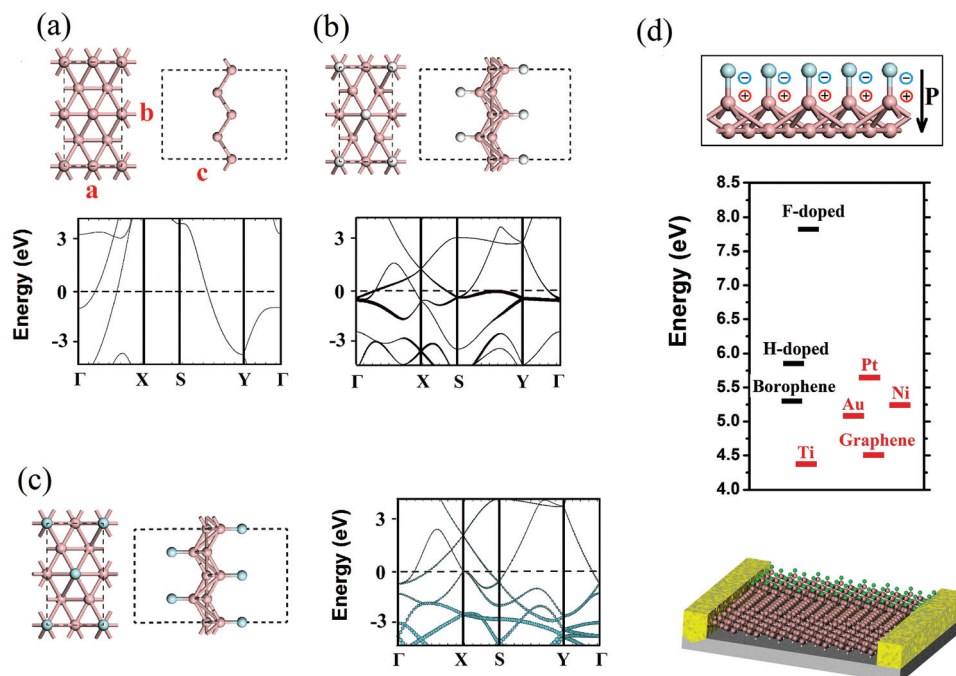 (a)
b
c
a
Energy (eV)
3
0
-3
Γ X S Y Γ
(b)
3
0
-3
Γ X S Y Γ
(c)
Energy (eV)
3
0
-3
Γ X S Y Γ
(d)
− − − − −
+ + + + +
P
Energy (eV)
8.5
8.0
7.5
7.0
6.5
6.0
5.5
5.0
4.5
4.0
F-doped
H-doped
Pt
Borophene
Ni
Au
Graphene
Ti